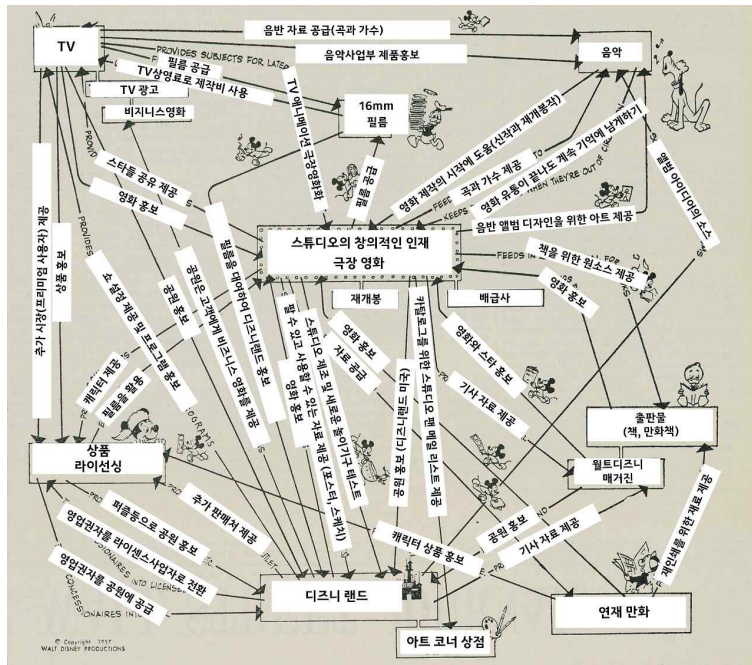 TV
음반 자료 공급(곡과 가수)
PROVIDES SUBJECTS FOR LATER
음악사업부 제품홍보
음악
필름 공급
TV상영료로 제작비 사용
TV 광고
비지니스영화
16mm
필름
TV 애니메이션 극장영화화
필름 공급
영화 제작의 시작에 도움(신작과 재개봉작)
곡과 가수 제공
영화 유통이 끝나도 계속 기억에 남게하기
FEED
KEEPS
WHEN THEY'RE OUT OF
음반 앨범 디자인을 위한 아트 제공
앨범 아이디어의 소스
스타들 공유 제공
영화 홍보
스튜디오의 창의적인 인재
극장 영화
재개봉
배급사
FEEDS
책을 위한 원소스 제공
영화 홍보
추가 시장(프리미엄 사용자) 제공
상품 홍보
쇼 설정 제공 및 프로그램 홍보
공원 홍보
공원은 고객에게 비즈니스 영화를 제공
필름을 대여하여 디즈니랜드 홍보
캐릭터 제공
필름을 활용
영화 홍보
할 수 있고 사용할 수 있는 자료 제공 (포스터, 스케치)
스튜디오 제조 및 새로운 놀이기구 테스트
영화 홍보
자료 공급
공원 홍보 (디즈니랜드 미국)
카탈로그를 위한 스튜디오 팬 메일 리스트 제공
영화와 스타 홍보
기사 자료 제공
출판물
(책, 만화책)
월트디즈니
매거진
상품
라이선싱
퍼즐등으로 공원 홍보
추가 판매처 제공
영업권자를 라이센스사업자로 전환
INTO LICENSE
영업권자를 공원에 공급
CONCESSIONAIRES INTO
캐릭터 상품 홍보
공원 홍보
기사 자료 제공
재인쇄를 위한 재료 제공
디즈니 랜드
연재 만화
아트 코너 상점
© Copyright 1957
WALT DISNEY PRODUCTIONS